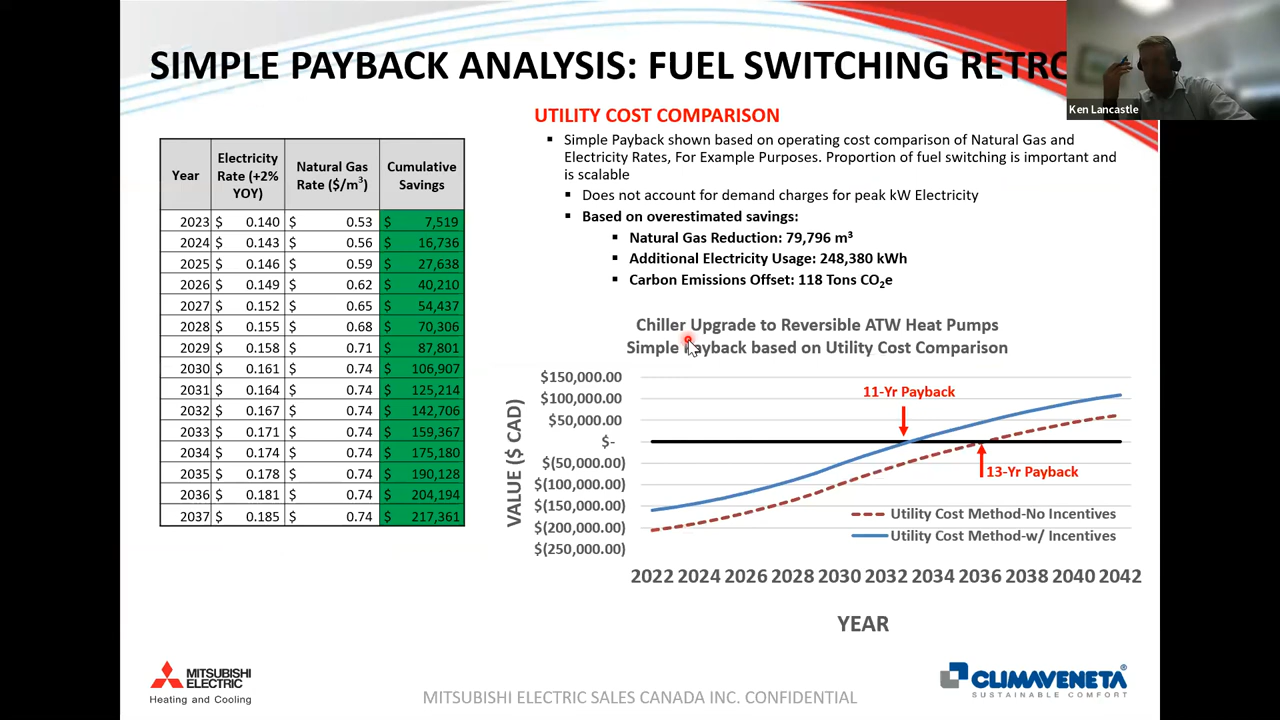 SIMPLE PAYBACK ANALYSIS: FUEL SWITCHING RETRO
Ken Lancastle
Year Electricity Rate (+2% YOY) Natural Gas Rate ($/m³) Cumulative Savings
2023 $ 0.140 $ 0.53 $ 7,519
2024 $ 0.143 $ 0.56 $ 16,736
2025 $ 0.146 $ 0.59 $ 27,638
2026 $ 0.149 $ 0.62 $ 40,210
2027 $ 0.152 $ 0.65 $ 54,437
2028 $ 0.155 $ 0.68 $ 70,306
2029 $ 0.158 $ 0.71 $ 87,801
2030 $ 0.161 $ 0.74 $ 106,907
2031 $ 0.164 $ 0.74 $ 125,214
2032 $ 0.167 $ 0.74 $ 142,706
2033 $ 0.171 $ 0.74 $ 159,367
2034 $ 0.174 $ 0.74 $ 175,180
2035 $ 0.178 $ 0.74 $ 190,128
2036 $ 0.181 $ 0.74 $ 204,194
2037 $ 0.185 $ 0.74 $ 217,361
UTILITY COST COMPARISON
Simple Payback shown based on operating cost comparison of Natural Gas and
Electricity Rates, For Example Purposes. Proportion of fuel switching is important and
is scalable
Does not account for demand charges for peak kW Electricity
Based on overestimated savings:
Natural Gas Reduction: 79,796 m³
Additional Electricity Usage: 248,380 kWh
Carbon Emissions Offset: 118 Tons CO₂e
Chiller Upgrade to Reversible ATW Heat Pumps
Simple Payback based on Utility Cost Comparison
VALUE ($ CAD)
$150,000.00
$100,000.00
$50,000.00
$-
$(50,000.00)
$(100,000.00)
$(150,000.00)
$(200,000.00)
$(250,000.00)
11-Yr Payback
13-Yr Payback
Utility Cost Method-No Incentives
Utility Cost Method-w/ Incentives
2022 2024 2026 2028 2030 2032 2034 2036 2038 2040 2042
YEAR
MITSUBISHI
ELECTRIC
Heating and Cooling
MITSUBISHI ELECTRIC SALES CANADA INC. CONFIDENTIAL
CLIMAVENETA®
SUSTAINABLE COMFORT